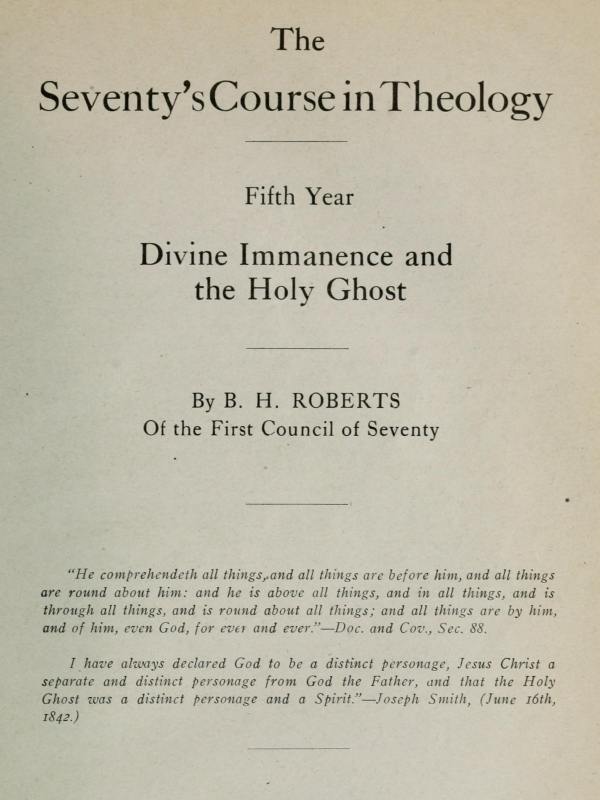 The
Seventy's Course in Theology
Fifth Year
Divine Immanence and
the Holy Ghost
By B. H. ROBERTS
Of the First Council of Seventy
"He comprehendeth all things, and all things are before him, and all things
are round about him: and he is above all things, and in all things, and is
through all things, and is round about all things; and all things are by him,
and of him, even God, for ever and ever."—Doc. and Cov., Sec. 88.
I have always declared God to be a distinct personage, Jesus Christ a
separate and distinct personage from God the Father, and that the Holy
Ghost was a distinct personage and a Spirit."—Joseph Smith, (June 16th,
1842.)